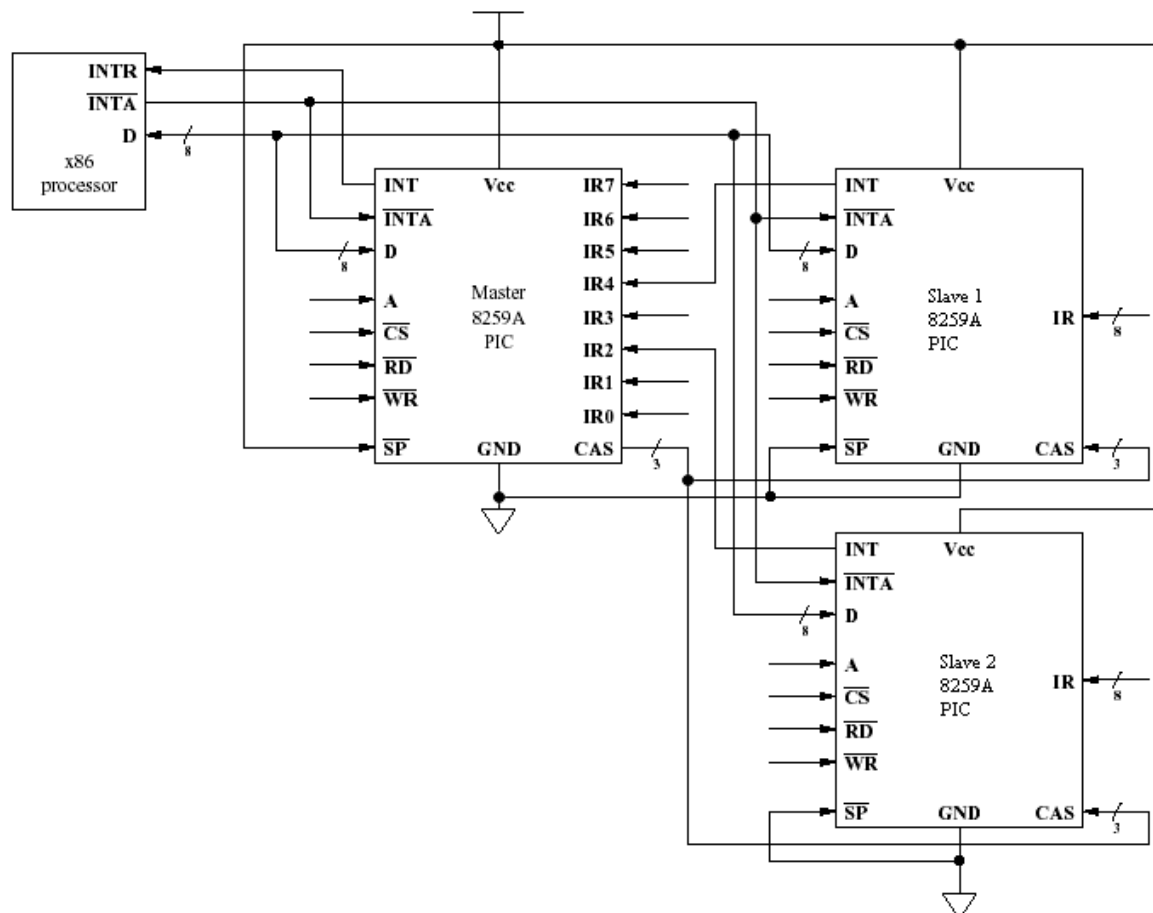 INTR
INTA
D
8
x86
processor
INT
Vcc
IR7
INTA
IR6
D
8
IR5
IR4
A
Master
8259A
PIC
IR3
CS
IR2
RD
IR1
WR
IR0
SP
GND
CAS
3
INT
Vcc
INTA
D
8
A
Slave 1
8259A
PIC
IR
8
CS
RD
WR
SP
GND
CAS
3
INT
Vcc
INTA
D
8
A
Slave 2
8259A
PIC
IR
8
CS
RD
WR
SP
GND
CAS
3